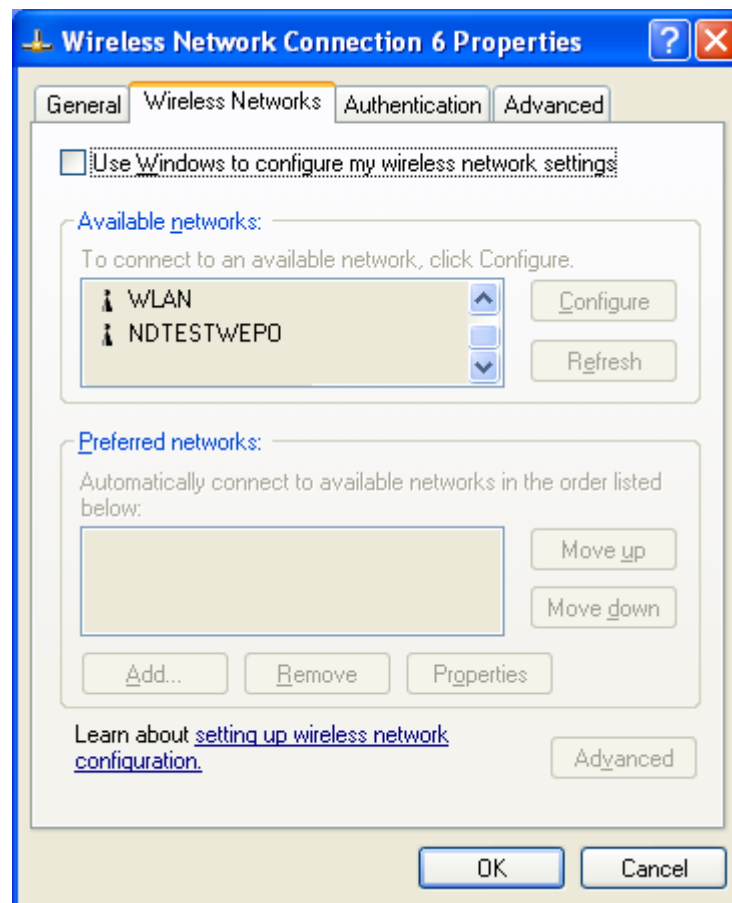 Wireless Network Connection 6 Properties
General
Wireless Networks
Authentication
Advanced
Use Windows to configure my wireless network settings
Available networks:
To connect to an available network, click Configure.
WLAN
NDTESTWEP0
Configure
Refresh
Preferred networks:
Automatically connect to available networks in the order listed
below:
Move up
Move down
Add...
Remove
Properties
Learn about setting up wireless network
configuration.
Advanced
OK
Cancel